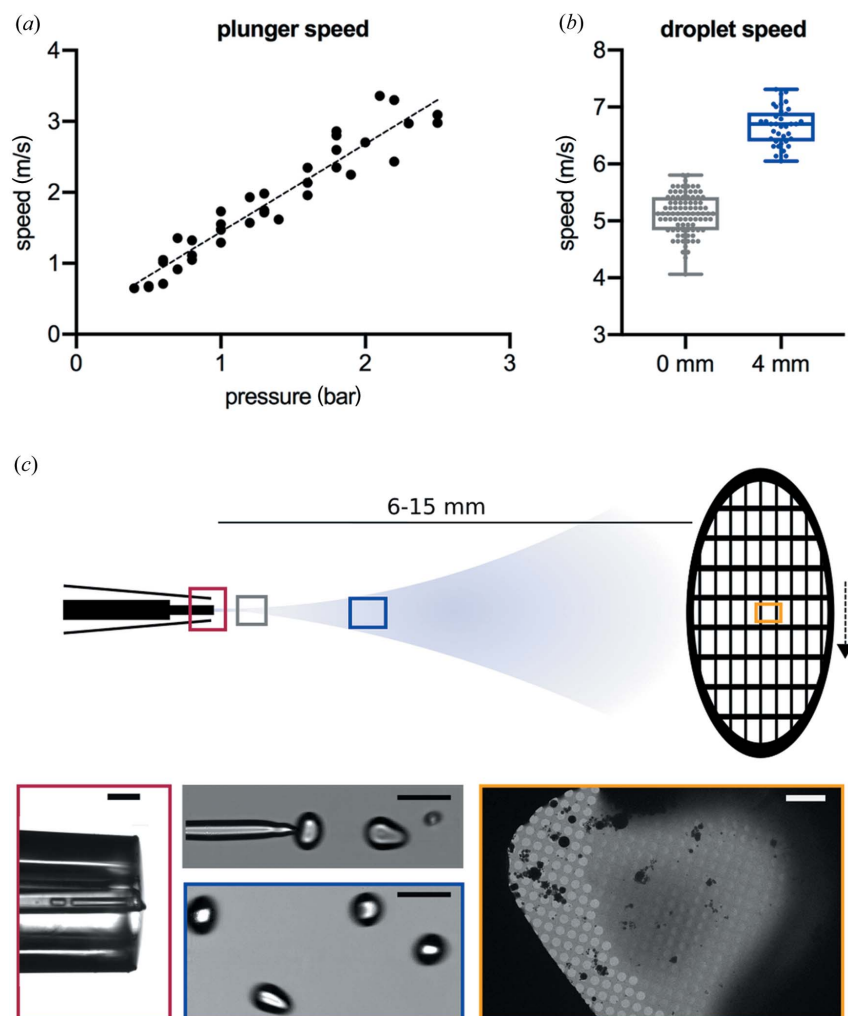 (a)
plunger speed
4
3
2
1
0
speed (m/s)
0
1
2
3
pressure (bar)
(b)
droplet speed
8
7
6
5
4
3
speed (m/s)
0 mm
4 mm
(c)
6-15 mm